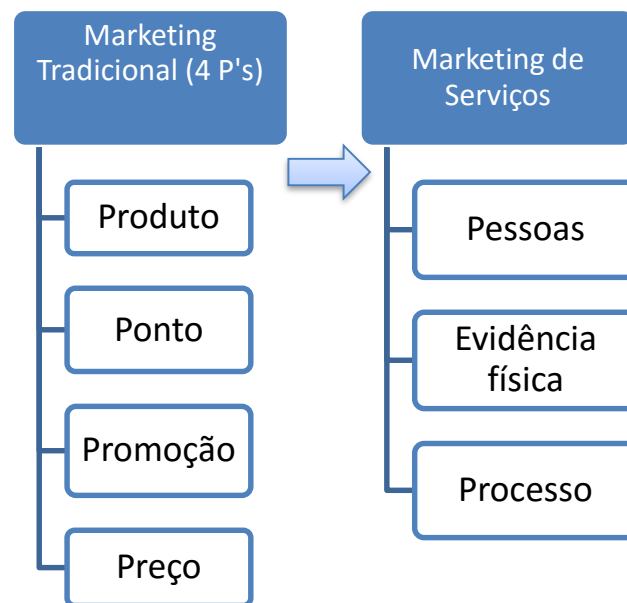 Marketing
Tradicional (4 P's)
Produto
Ponto
Promoção
Preço
Marketing de
Serviços
Pessoas
Evidência
física
Processo